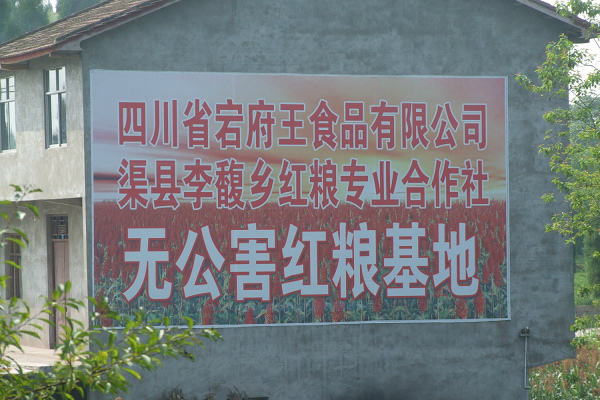 四川省宕府王食品有限公司
渠县李馥乡红粮专业合作社
无公害红粮基地